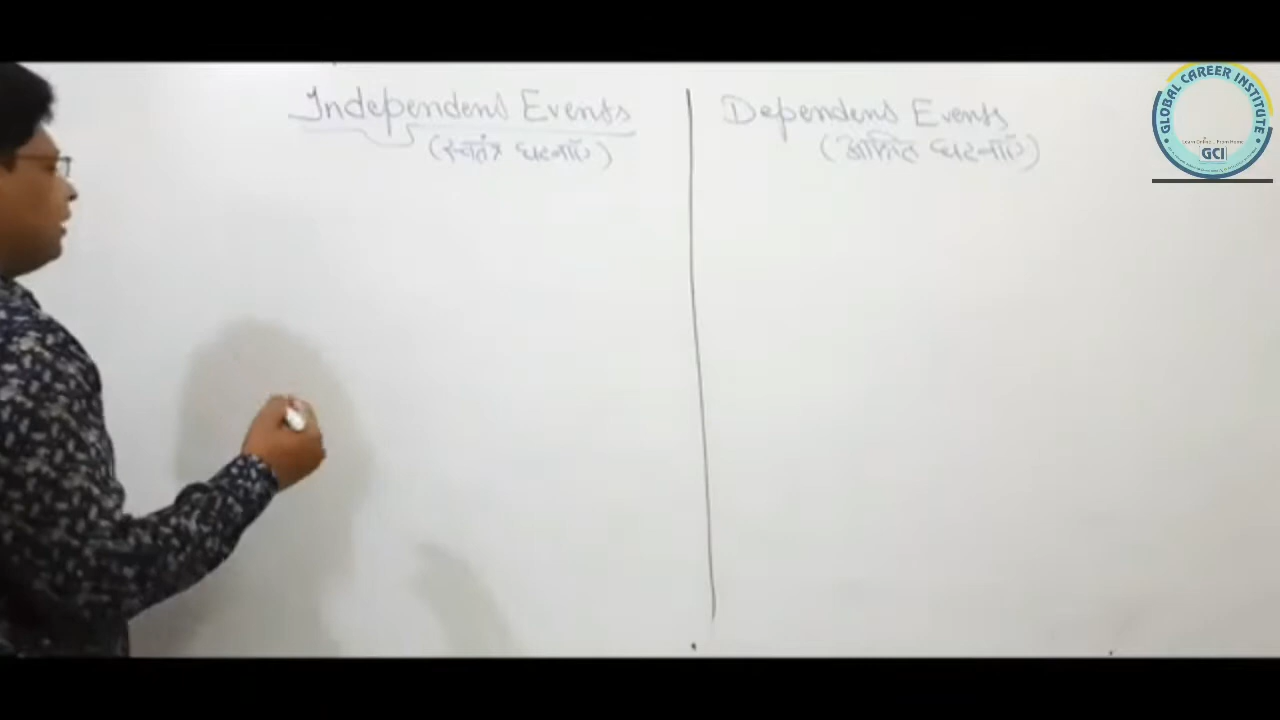 Independent Events
(स्वतंत्र घटनाएँ)
Dependent Events
(आश्रित घटनाएँ)
GLOBAL CAREER INSTITUTE
GCI